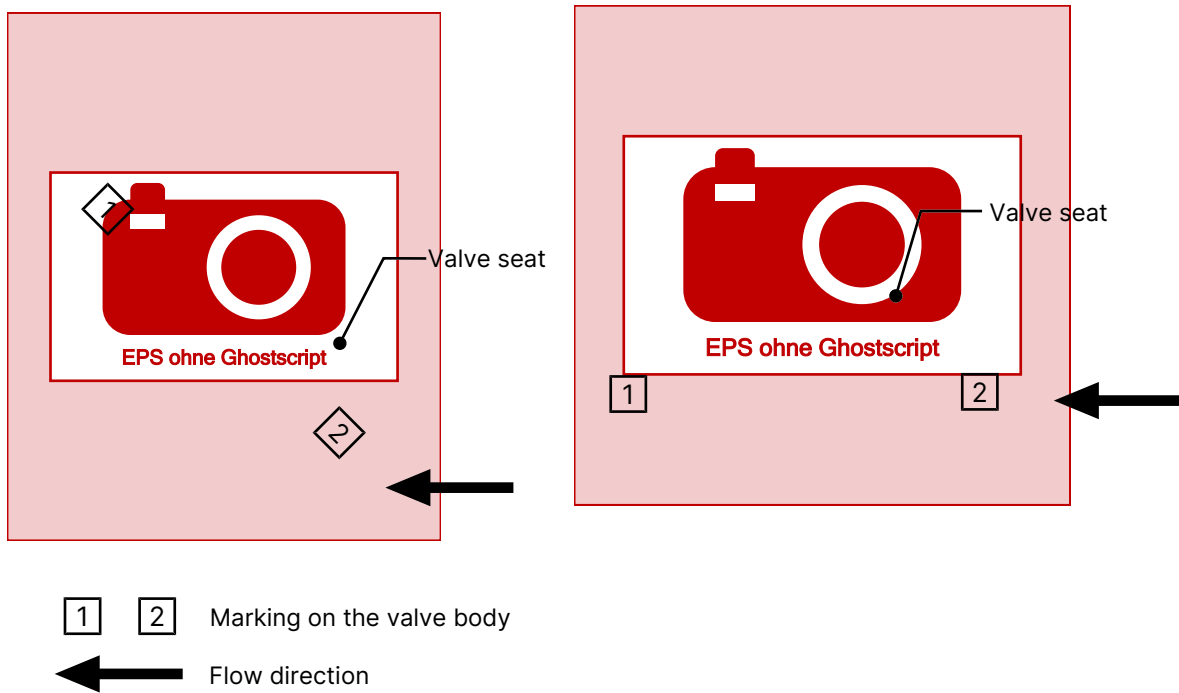 1
Valve seat
EPS ohne Ghostscript
2
Valve seat
EPS ohne Ghostscript
1 2
1 2 Marking on the valve body
Flow direction